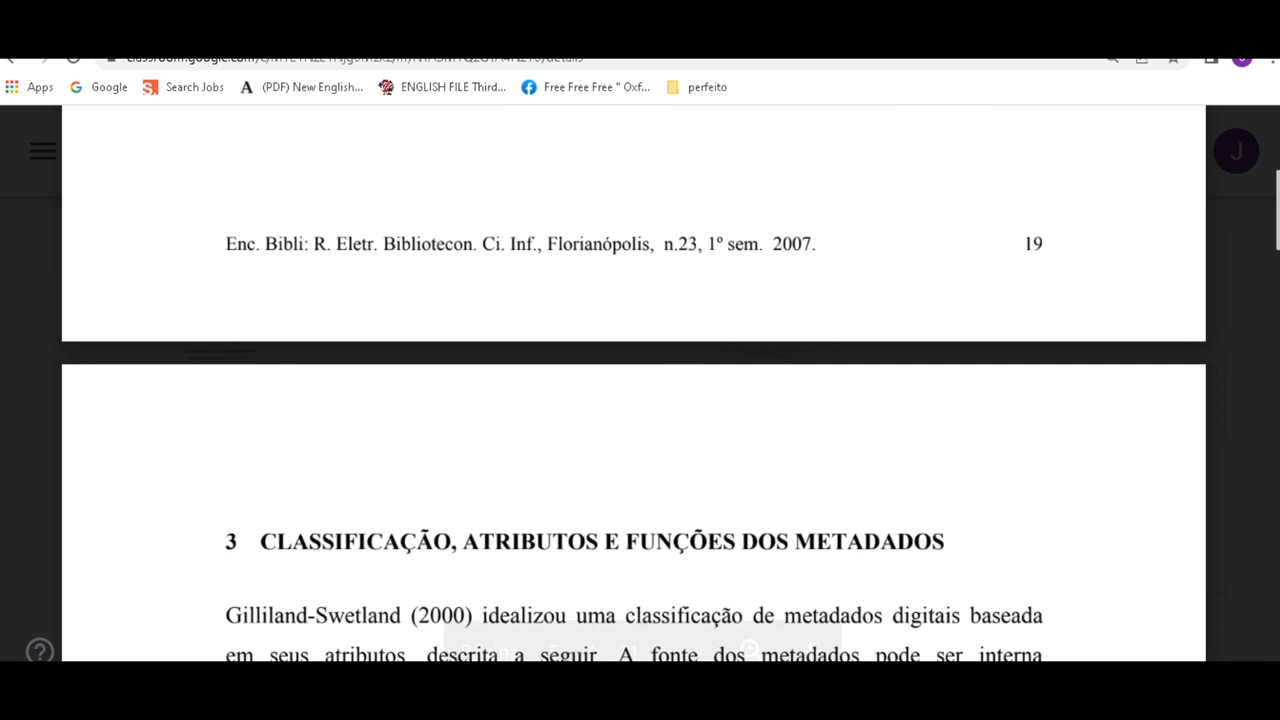 Apps Google Search Jobs (PDF) New English... ENGLISH FILE Third... Free Free Free " Oxf... perfeito
J
Enc. Bibli: R. Eletr. Bibliotecon. Ci. Inf., Florianópolis, n.23, 1º sem. 2007. 19
3 CLASSIFICAÇÃO, ATRIBUTOS E FUNÇÕES DOS METADADOS
Gilliland-Swetland (2000) idealizou uma classificação de metadados digitais baseada
em seus atributos, descrita a seguir. A fonte dos metadados pode ser interna